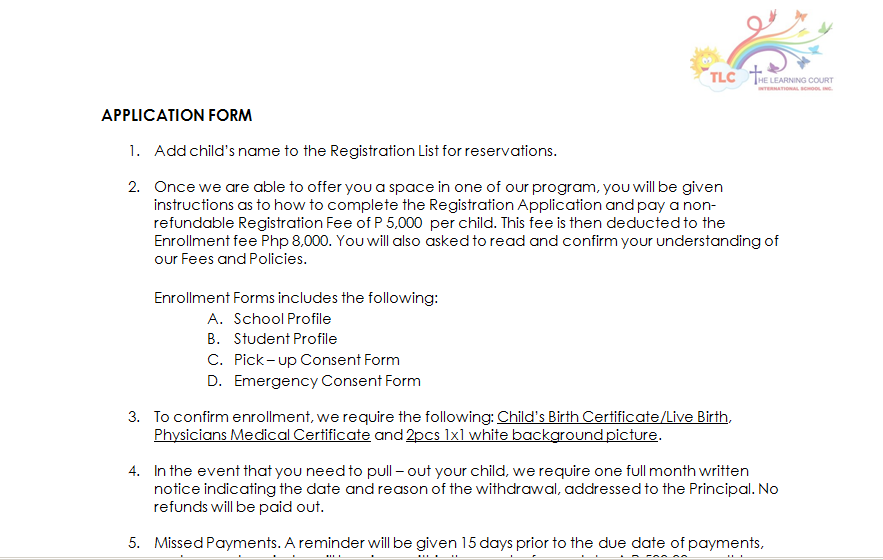 TLC THE LEARNING COURT
INTERNATIONAL SCHOOL INC.
APPLICATION FORM
1. Add child's name to the Registration List for reservations.
2. Once we are able to offer you a space in one of our program, you will be given
instructions as to how to complete the Registration Application and pay a non-
refundable Registration Fee of P 5,000 per child. This fee is then deducted to the
Enrollment fee Php 8,000. You will also asked to read and confirm your understanding of
our Fees and Policies.
Enrollment Forms includes the following:
A. School Profile
B. Student Profile
C. Pick – up Consent Form
D. Emergency Consent Form
3. To confirm enrollment, we require the following: Child's Birth Certificate/Live Birth,
Physicians Medical Certificate and 2pcs 1x1 white background picture.
4. In the event that you need to pull – out your child, we require one full month written
notice indicating the date and reason of the withdrawal, addressed to the Principal. No
refunds will be paid out.
5. Missed Payments. A reminder will be given 15 days prior to the due date of payments,